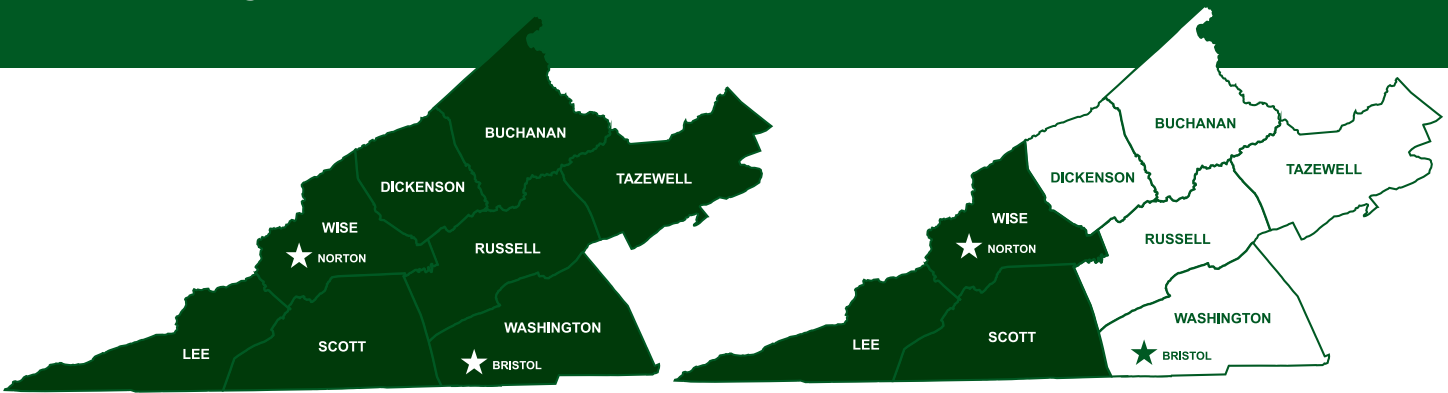 BUCHANAN
DICKENSON
TAZEWELL
WISE
NORTON
RUSSELL
WASHINGTON
LEE
SCOTT
BRISTOL
BUCHANAN
DICKENSON
TAZEWELL
WISE
NORTON
RUSSELL
WASHINGTON
LEE
SCOTT
BRISTOL